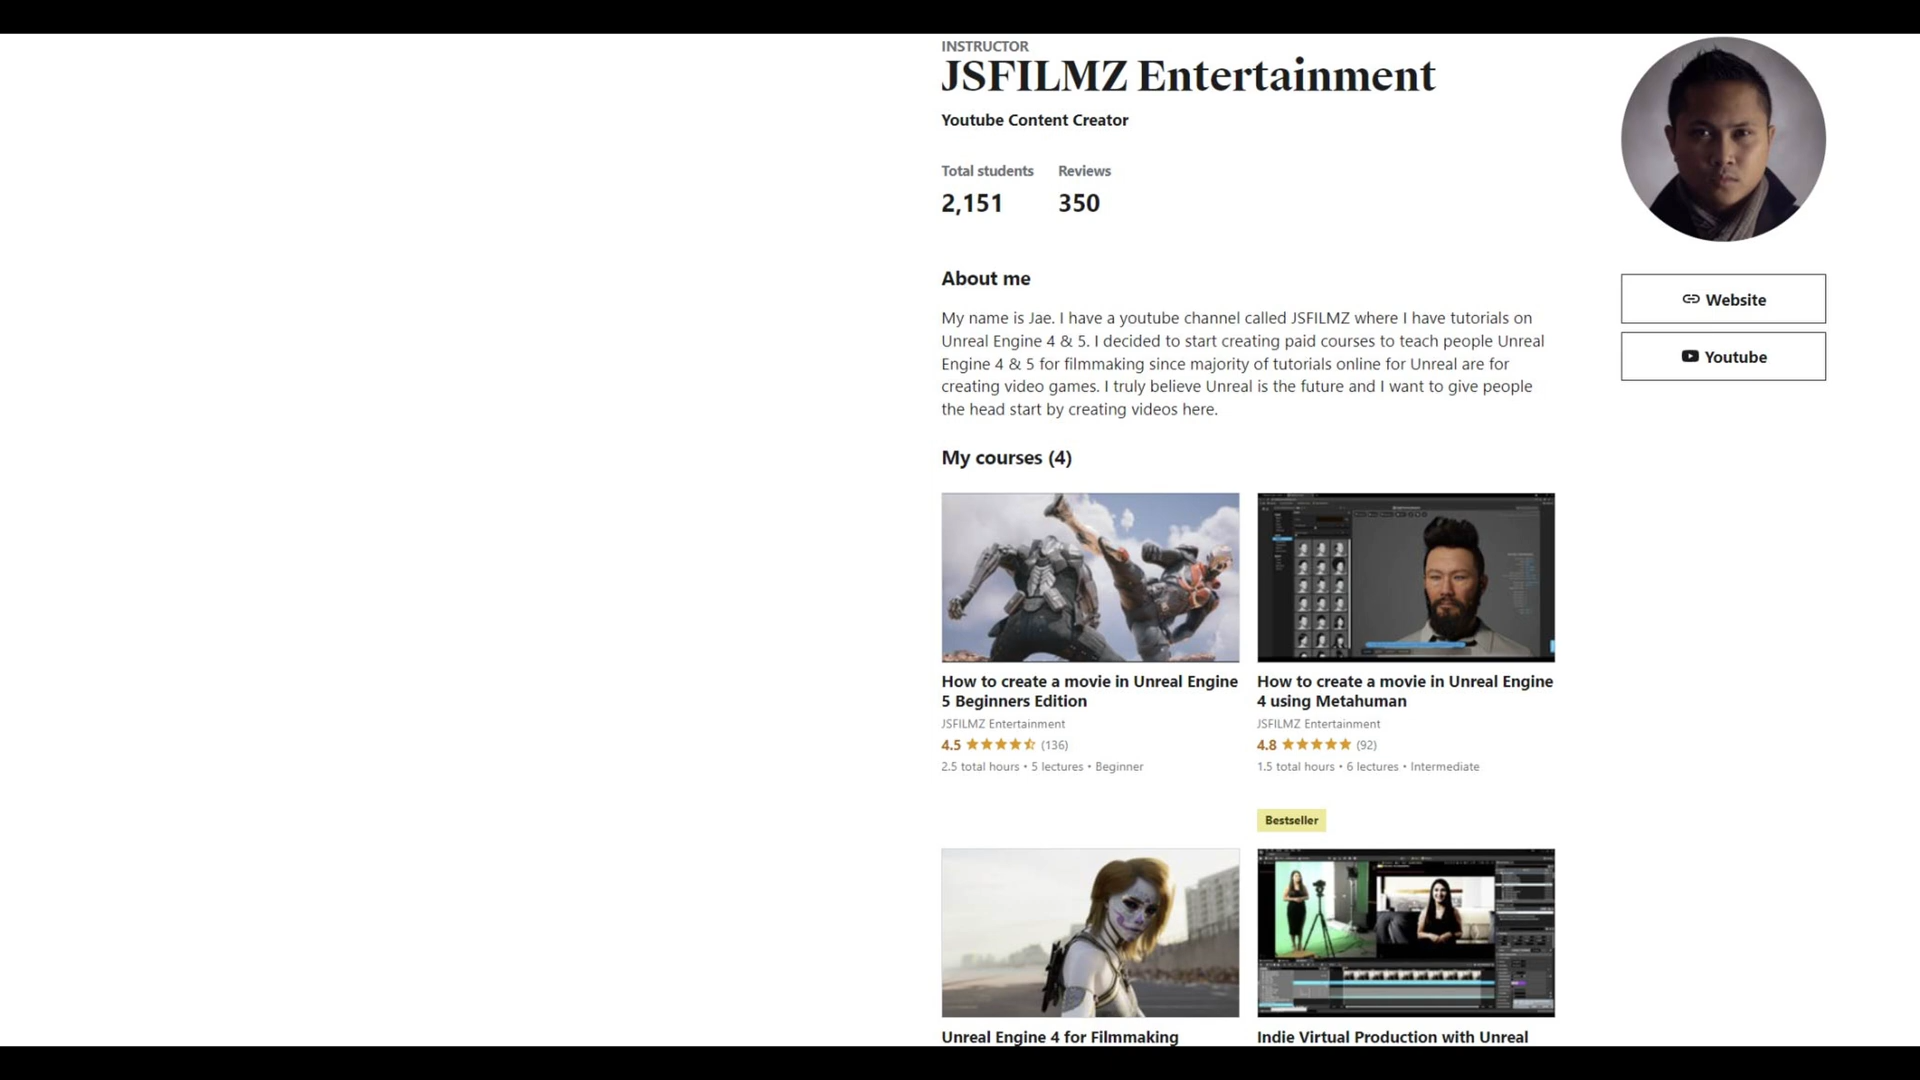 INSTRUCTOR
JSFILMZ Entertainment
Youtube Content Creator
Total students
2,151
Reviews
350
About me
My name is Jae. I have a youtube channel called JSFILMZ where I have tutorials on
Unreal Engine 4 & 5. I decided to start creating paid courses to teach people Unreal
Engine 4 & 5 for filmmaking since majority of tutorials online for Unreal are for
creating video games. I truly believe Unreal is the future and I want to give people
the head start by creating videos here.
Website
Youtube
My courses (4)
How to create a movie in Unreal Engine
5 Beginners Edition
JSFILMZ Entertainment
4.5 (136)
2.5 total hours • 5 lectures • Beginner
How to create a movie in Unreal Engine
4 using Metahuman
JSFILMZ Entertainment
4.8 (92)
1.5 total hours • 6 lectures • Intermediate
Bestseller
Unreal Engine 4 for Filmmaking
Indie Virtual Production with Unreal